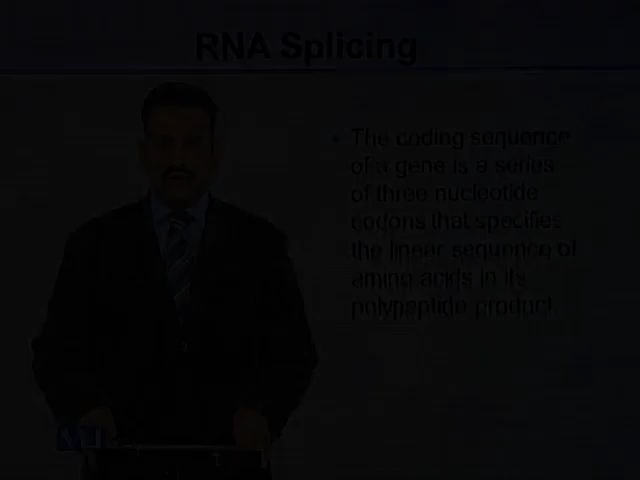 RNA Splicing
• The coding sequence
of a gene is a series
of three nucleotide
codons that specifies
the linear sequence of
amino acids in its
polypeptide product.